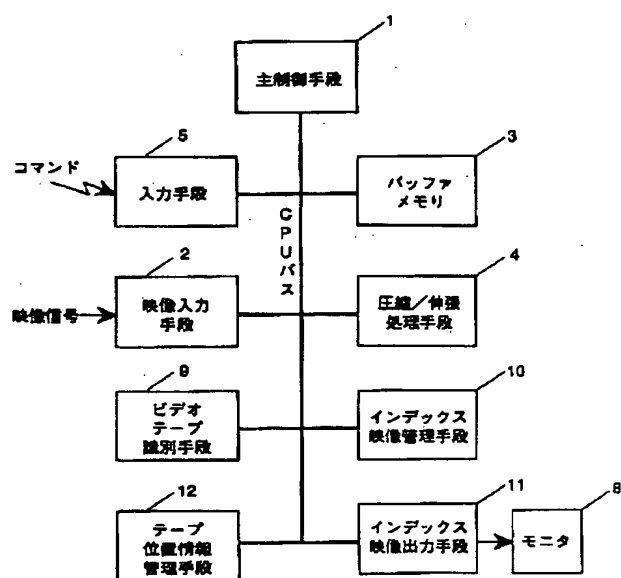 1
主制御手段
5
コマンド
入力手段
3
バッファ
メモリ
CPUバス
2
映像信号
映像入力
手段
4
圧縮／伸張
処理手段
9
ビデオ
テープ
識別手段
10
インデックス
映像管理手段
12
テープ
位置情報
管理手段
11
インデックス
映像出力手段
8
モニタ